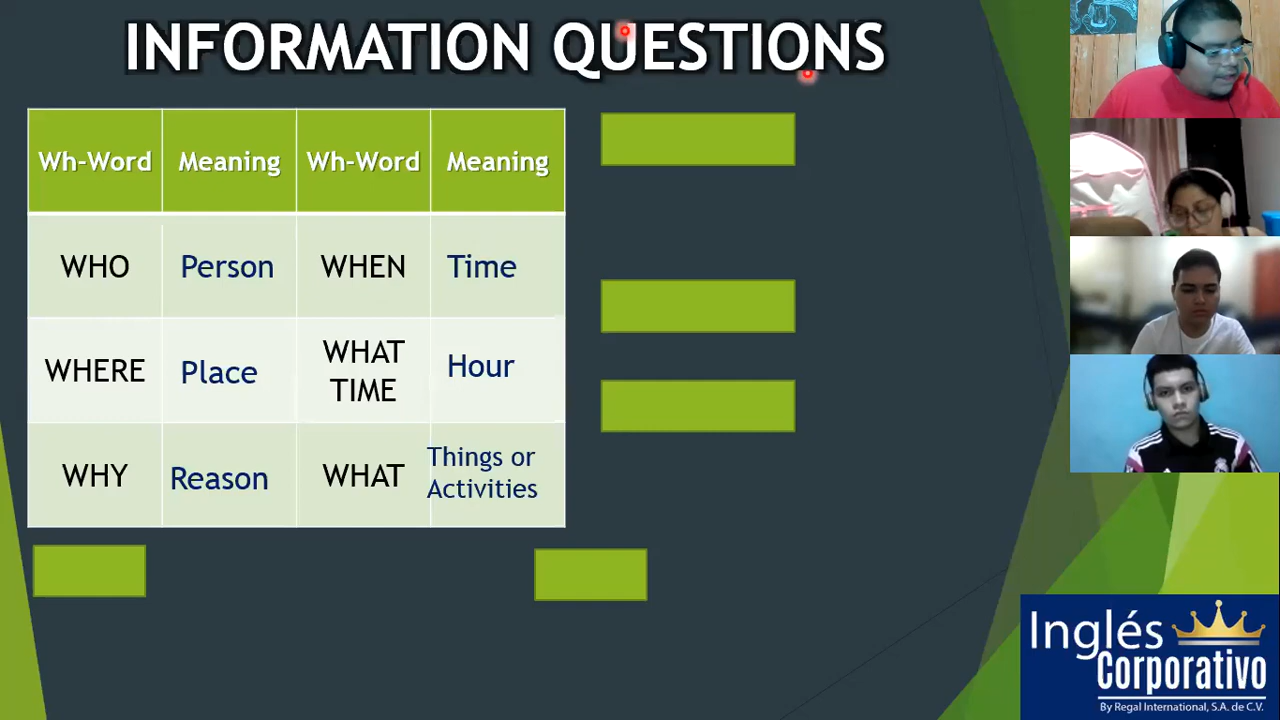 INFORMATION QUESTIONS
Wh-Word Meaning Wh-Word Meaning
WHO Person WHEN Time
WHERE Place WHAT TIME Hour
WHY Reason WHAT Things or Activities
Inglés
Corporativo
By Regal International, S.A. de C.V.